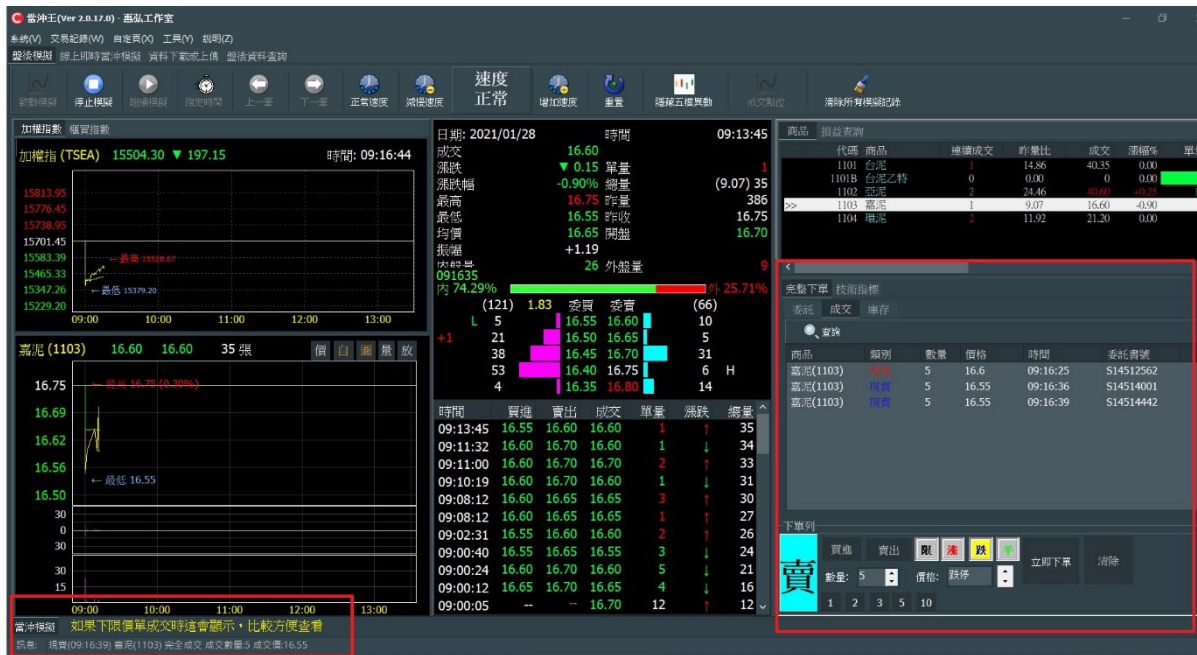 當沖王(Ver 2.0.17.0) - 惠弘工作室
系統(V) 交易記錄(W) 自定頁(X) 工具(Y) 說明(Z)
盤後模擬 線上即時當沖模擬 資料下載或上傳 盤後資料查詢
啟動模擬 停止模擬 繼續模擬 指定時間 上一筆 下一筆 正常速度 減慢速度 速度 正常 增加速度 重置 隱藏五檔異動 成交點位 清除所有模擬記錄
加權指數 櫃買指數
加權指 (TSEA) 15504.30 ▼ 197.15 時間: 09:16:44
15813.95
15776.45
15738.95
15701.45
15583.39
15465.33
15347.26
15229.20
←最高 15528.67
←最低 15379.20
09:00 10:00 11:00 12:00 13:00
嘉泥 (1103) 16.60 16.60 35 張 價 自 圖 量 放
16.75
16.69
16.62
16.56
16.50
←最高 16.75 (0.30%)
←最低 16.55
30
0
30
30
15
09:00 10:00 11:00 12:00 13:00
日期: 2021/01/28 時間 09:13:45
成交 16.60
漲跌 ▼ 0.15 單量 1
漲跌幅 -0.90% 總量 (9.07) 35
最高 16.75 昨量 386
最低 16.55 昨收 16.75
均價 16.65 開盤 16.70
振幅 +1.19
內盤量 26 外盤量 9
091635
內 74.29% 外 25.71%
(121) 1.83 委買 委賣 (66)
L 5 16.55 16.60 10
+1 21 16.50 16.65 5
38 16.45 16.70 31
53 16.40 16.75 6 H
4 16.35 16.80 14
時間 買進 賣出 成交 單量 漲跌 總量
09:13:45 16.55 16.60 16.60 1 ↑ 35
09:11:32 16.60 16.70 16.60 1 ↓ 34
09:11:00 16.60 16.70 16.70 2 ↑ 33
09:10:19 16.60 16.70 16.60 1 ↓ 31
09:08:12 16.60 16.65 16.65 3 ↑ 30
09:08:12 16.60 16.65 16.65 1 ↑ 27
09:02:31 16.55 16.60 16.60 2 ↑ 26
09:00:40 16.55 16.65 16.55 3 ↓ 24
09:00:24 16.60 16.70 16.60 5 ↓ 21
09:00:12 16.65 16.70 16.65 4 ↓ 16
09:00:05 -- -- 16.70 12 ↑ 12
商品 損益查詢
代碼 商品 連續成交 昨量比 成交 漲幅% 單
1101 台泥 1 14.86 40.35 0.00
1101B 台泥乙特 0 0.00 0 0.00
1102 亞泥 2 24.46 40.60 +0.25
>> 1103 嘉泥 1 9.07 16.60 -0.90
1104 環泥 2 11.92 21.20 0.00
完整下單 技術指標
委託 成交 庫存
查詢
商品 類別 數量 價格 時間 委託書號
嘉泥(1103) 5 16.6 09:16:25 S14512562
嘉泥(1103) 現賣 5 16.55 09:16:36 S14514001
嘉泥(1103) 現賣 5 16.55 09:16:39 S14514442
下單列
賣 買進 賣出 限 漲 跌 平 立即下單 清除
數量: 5 價格: 跌停
1 2 3 5 10
當沖模擬 如果下限價單成交時這會顯示，比較方便查看
訊息: 現賣(09:16:39) 嘉泥(1103) 完全成交 成交數量:5 成交價:16.55